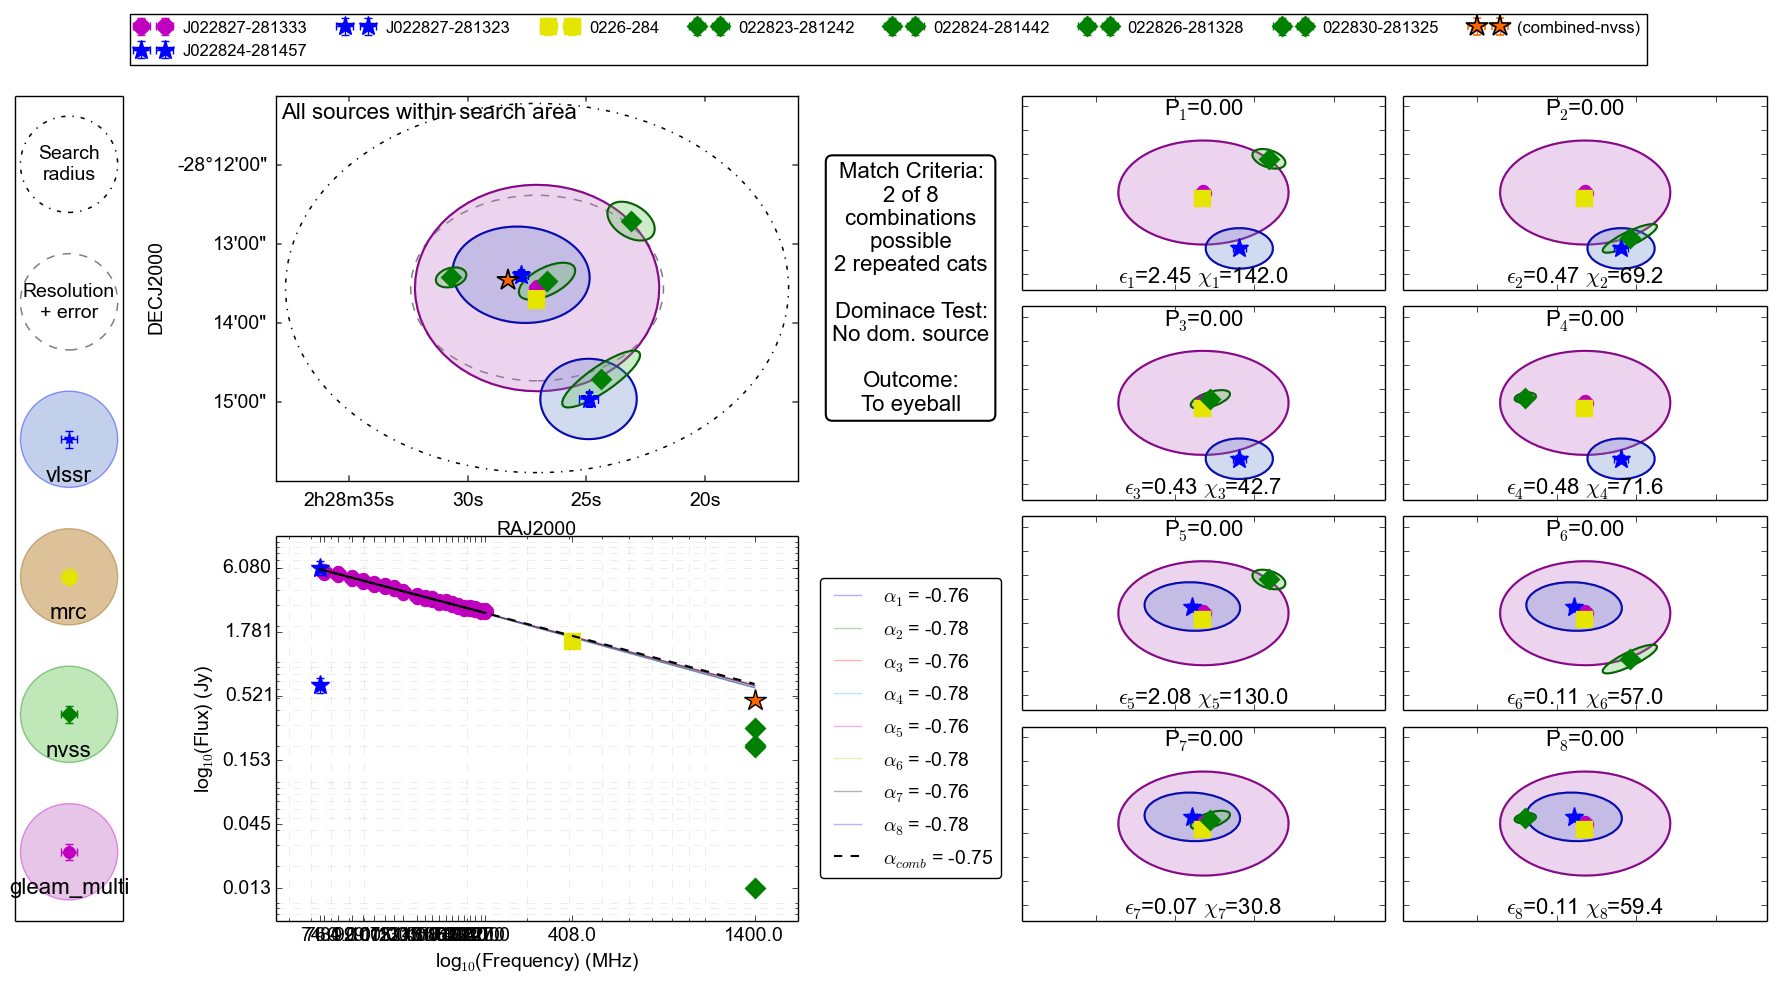 J022827-281333 J022827-281323 0226-284 022823-281242 022824-281442 022826-281328 022830-281325 (combined-nvss)
J022824-281457
Search
radius
Resolution
+ error
vlssr
mrc
nvss
gleam_multi
All sources within search area
DECJ2000
-28°12'00"
13'00"
14'00"
15'00"
2h28m35s 30s 25s 20s
RAJ2000
Match Criteria:
2 of 8
combinations
possible
2 repeated cats
Dominace Test:
No dom. source
Outcome:
To eyeball
log10(Flux) (Jy)
6.080
1.781
0.521
0.153
0.045
0.013
408.0 1400.0
log10(Frequency) (MHz)
α1 = -0.76
α2 = -0.78
α3 = -0.76
α4 = -0.78
α5 = -0.76
α6 = -0.78
α7 = -0.76
α8 = -0.78
αcomb = -0.75
P1=0.00
ϵ1=2.45 χ1=142.0
P2=0.00
ϵ2=0.47 χ2=69.2
P3=0.00
ϵ3=0.43 χ3=42.7
P4=0.00
ϵ4=0.48 χ4=71.6
P5=0.00
ϵ5=2.08 χ5=130.0
P6=0.00
ϵ6=0.11 χ6=57.0
P7=0.00
ϵ7=0.07 χ7=30.8
P8=0.00
ϵ8=0.11 χ8=59.4